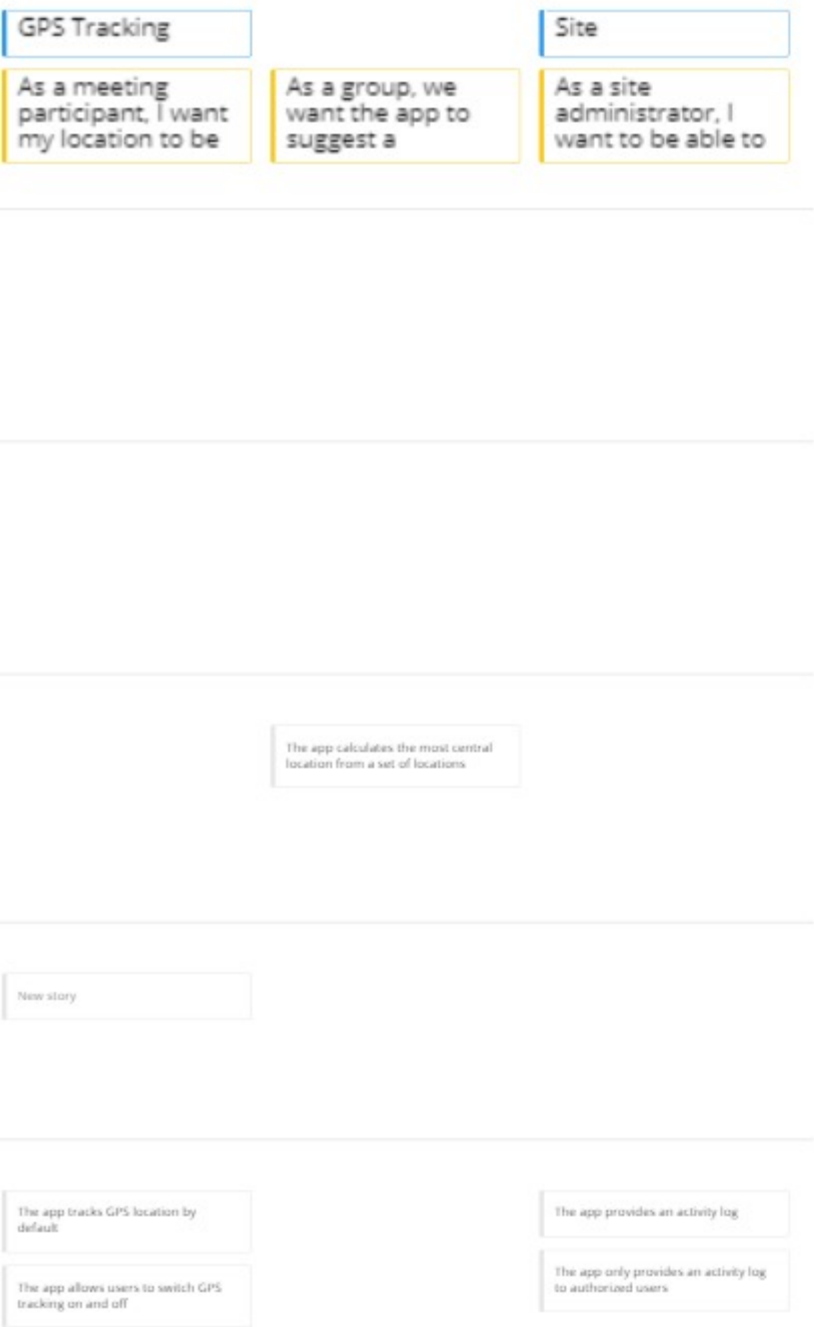 GPS Tracking
Site
As a meeting
participant, I want
my location to be
As a group, we
want the app to
suggest a
As a site
administrator, I
want to be able to
The app calculates the most central
location from a set of locations
New story
The app tracks GPS location by
default
The app allows users to switch GPS
tracking on and off
The app provides an activity log
The app only provides an activity log
to authorized users